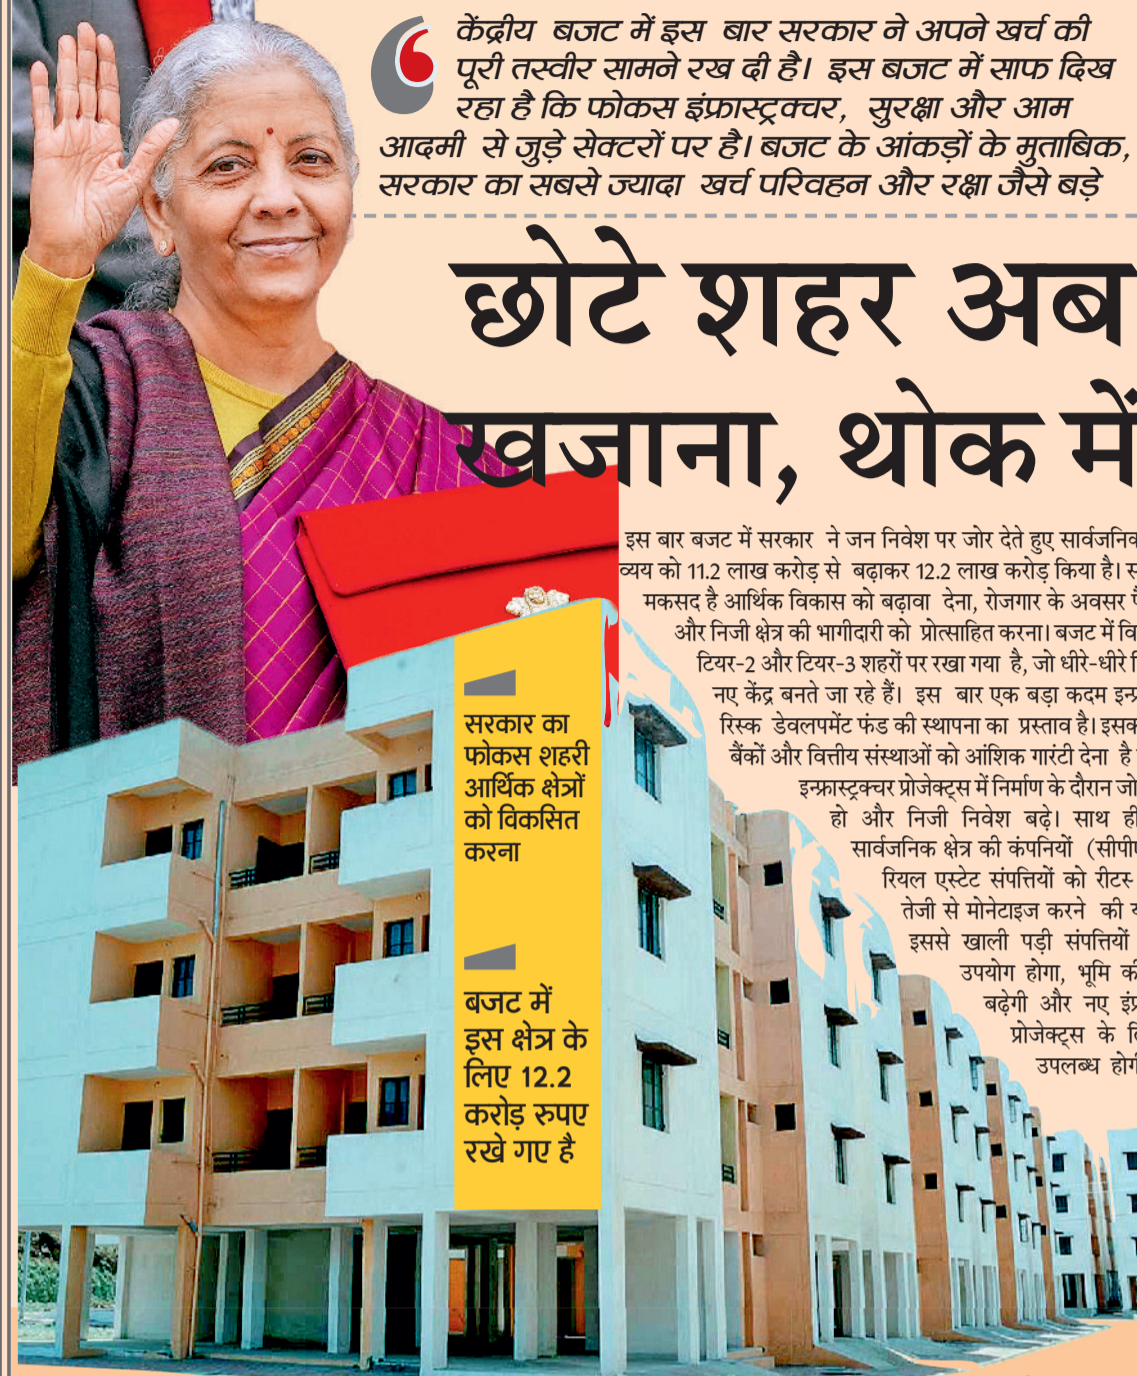 केंद्रीय बजट में इस बार सरकार ने अपने खर्च की
पूरी तस्वीर सामने रख दी है। इस बजट में साफ दिख
रहा है कि फोकस इंफ्रास्ट्रक्चर, सुरक्षा और आम
आदमी से जुड़े सेक्टरों पर है। बजट के आंकड़ों के मुताबिक,
सरकार का सबसे ज्यादा खर्च परिवहन और रक्षा जैसे बड़े
छोटे शहर अब
खजाना, थोक में
इस बार बजट में सरकार ने जन निवेश पर जोर देते हुए सार्वजनिक
व्यय को 11.2 लाख करोड़ से बढ़ाकर 12.2 लाख करोड़ किया है।
मकसद है आर्थिक विकास को बढ़ावा देना, रोजगार के अवसर
और निजी क्षेत्र की भागीदारी को प्रोत्साहित करना। बजट में
टियर-2 और टियर-3 शहरों पर रखा गया है, जो धीरे-धीरे
नए केंद्र बनते जा रहे हैं। इस बार एक बड़ा कदम
रिस्क डेवलपमेंट फंड की स्थापना का प्रस्ताव है।
बैंकों और वित्तीय संस्थाओं को आंशिक गारंटी देना है
इन्फ्रास्ट्रक्चर प्रोजेक्ट्स में निर्माण के दौरान
हो और निजी निवेश बढ़े। साथ ही
सार्वजनिक क्षेत्र की कंपनियों
रियल एस्टेट संपत्तियों को
तेजी से मोनेटाइज करने की
इससे खाली पड़ी संपत्तियों
उपयोग होगा, भूमि
बढ़ेगी और नए
प्रोजेक्ट्स के
उपलब्ध
सरकार का
फोकस शहरी
आर्थिक क्षेत्रों
को विकसित
करना
बजट में
इस क्षेत्र के
लिए 12.2
करोड़ रुपए
रखे गए है